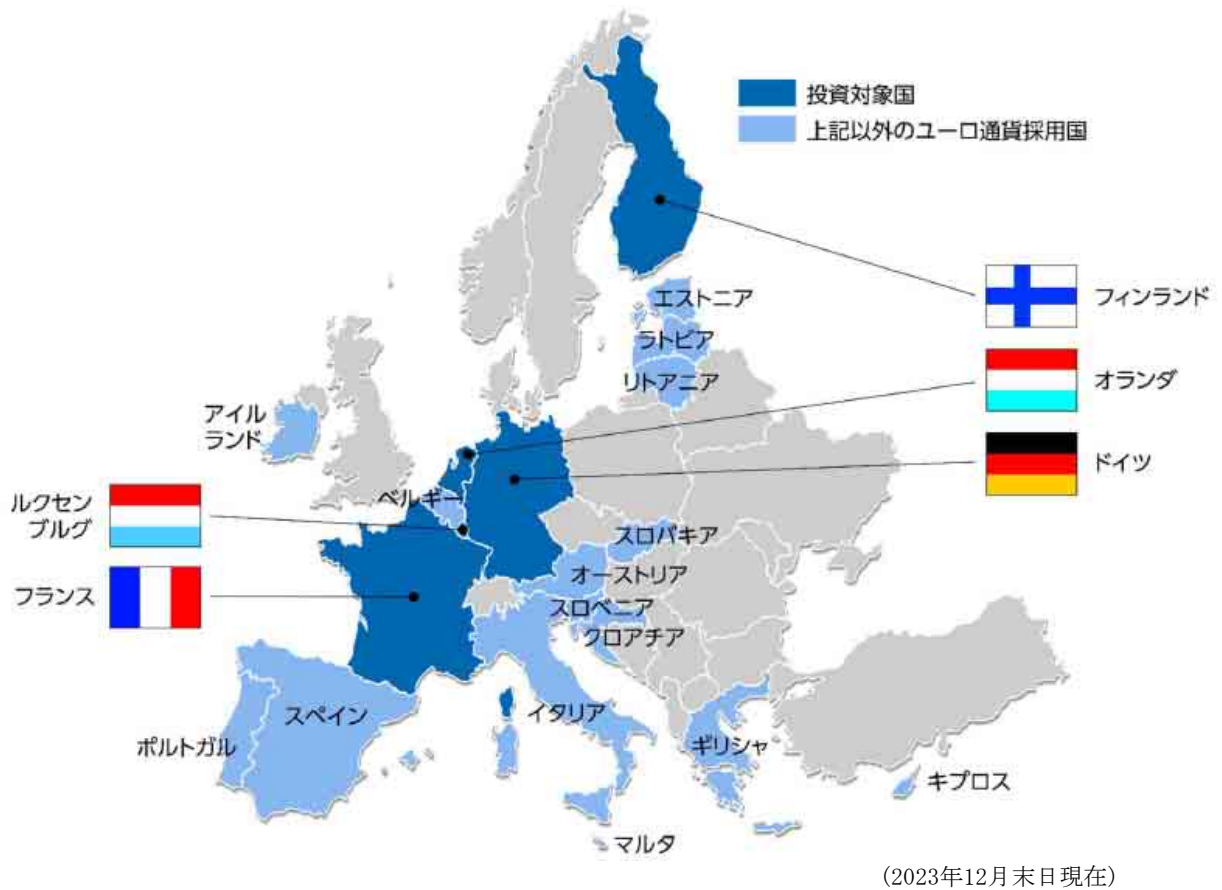 投資対象国
上記以外のユーロ通貨採用国
フィンランド
エストニア
ラトビア
リトアニア
オランダ
アイル
ランド
ドイツ
ベルギー
ルクセン
ブルグ
スロバキア
オーストリア
フランス
スロベニア
クロアチア
スペイン
イタリア
ポルトガル
ギリシャ
キプロス
マルタ
(2023年12月末日現在)